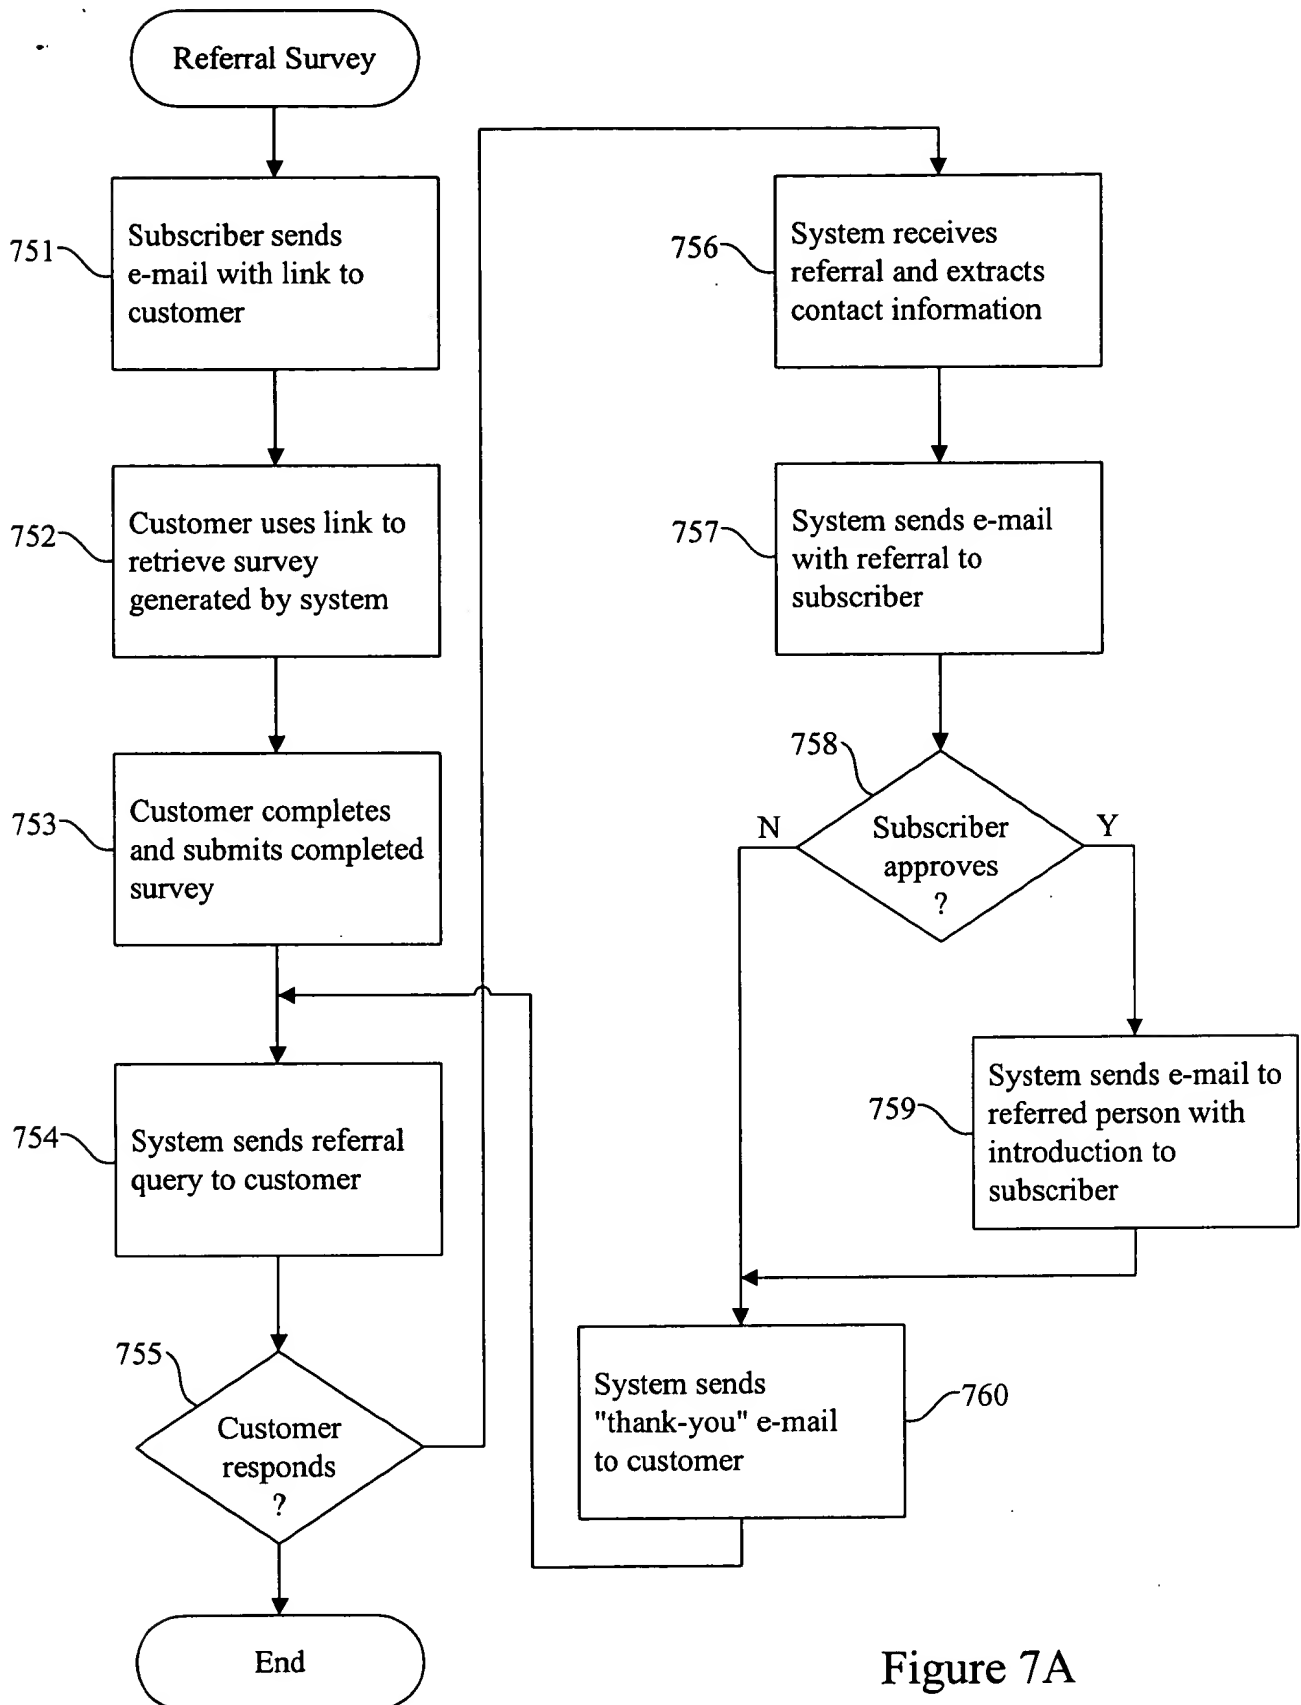 Referral Survey
751
Subscriber sends
e-mail with link to
customer
752
Customer uses link to
retrieve survey
generated by system
753
Customer completes
and submits completed
survey
754
System sends referral
query to customer
755
Customer
responds
?
End
756
System receives
referral and extracts
contact information
757
System sends e-mail
with referral to
subscriber
758
N
Subscriber
approves
?
Y
759
System sends e-mail to
referred person with
introduction to
subscriber
760
System sends
"thank-you" e-mail
to customer
Figure 7A